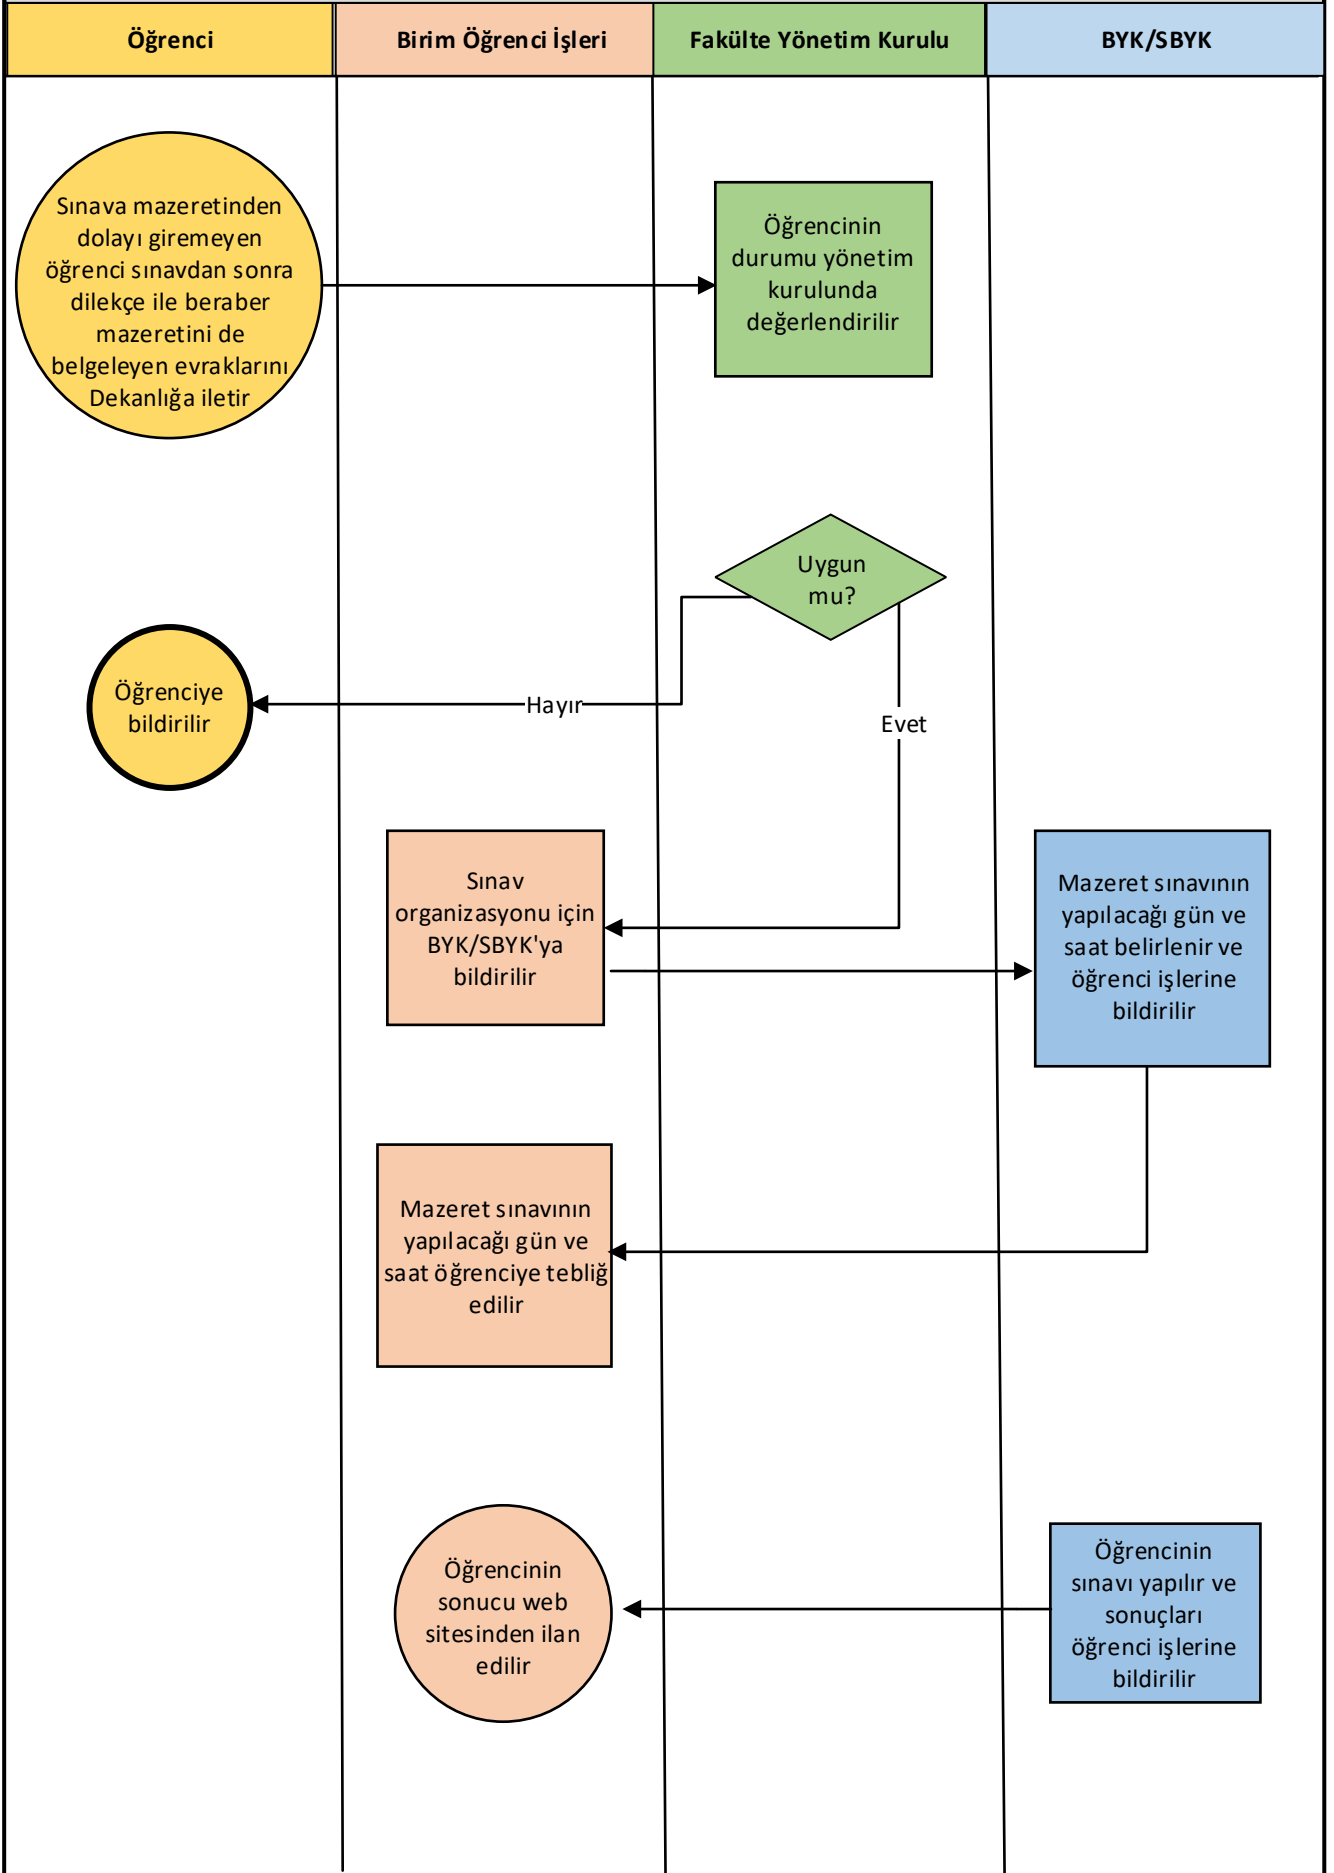 Öğrenci
Birim Öğrenci İşleri
Fakülte Yönetim Kurulu
BYK/SBYK
Sınava mazeretinden
dolayı giremeyen
öğrenci sınavdan sonra
dilekçe ile beraber
mazeretini de
belgeleyen evraklarını
Dekanlığa iletir
Öğrencinin
durumu yönetim
kurulunda
değerlendirilir
Uygun
mu?
Öğrenciye
bildirilir
Hayır
Evet
Sınav
organizasyonu için
BYK/SBYK'ya
bildirilir
Mazeret sınavının
yapılacağı gün ve
saat belirlenir ve
öğrenci işlerine
bildirilir
Mazeret sınavının
yapılacağı gün ve
saat öğrenciye tebliğ
edilir
Öğrencinin
sonucu web
sitesinden ilan
edilir
Öğrencinin
sınavı yapılır ve
sonuçları
öğrenci işlerine
bildirilir